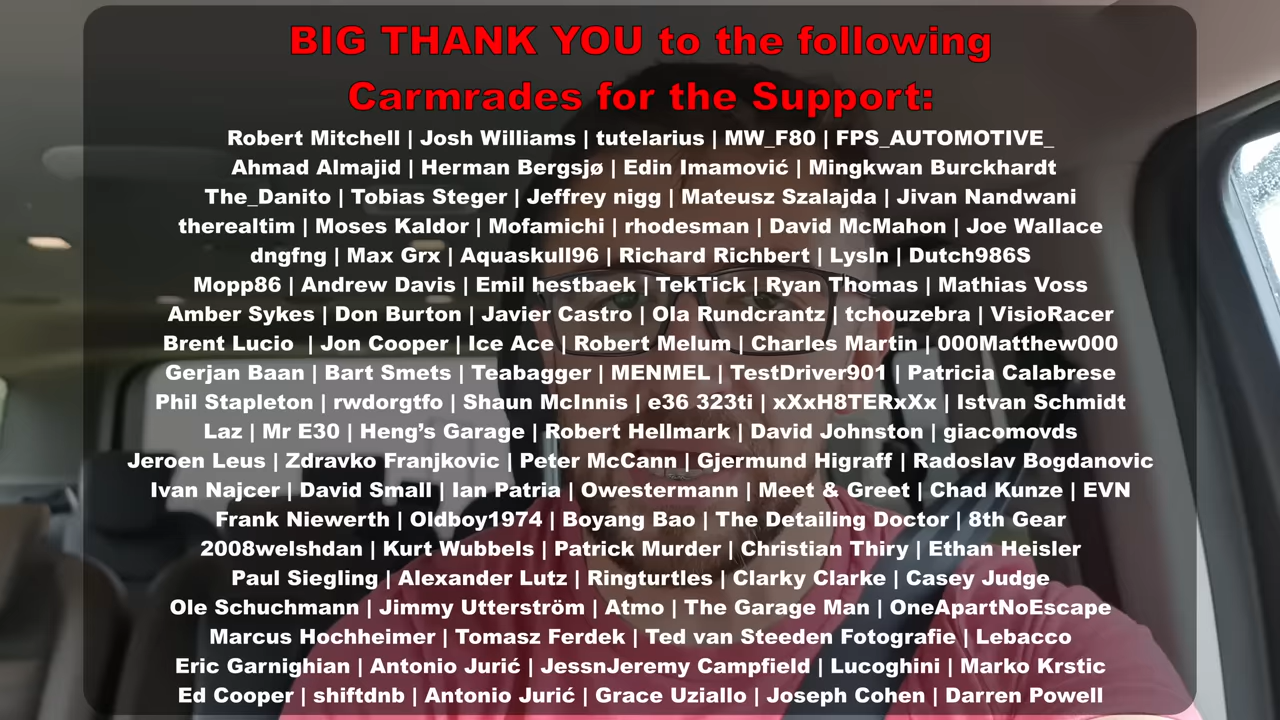 BIG THANK YOU to the following
Carmrades for the Support:
Robert Mitchell | Josh Williams | tutelarius | MW_F80 | FPS_AUTOMOTIVE_
Ahmad Almajid | Herman Bergsjø | Edin Imamović | Mingkwan Burckhardt
The_Danito | Tobias Steger | Jeffrey nigg | Mateusz Szalajda | Jivan Nandwani
therealtim | Moses Kaldor | Mofamichi | rhodesman | David McMahon | Joe Wallace
dngfng | Max Grx | Aquaskull96 | Richard Richbert | Lysln | Dutch986S
Mopp86 | Andrew Davis | Emil hestbaek | TekTick | Ryan Thomas | Mathias Voss
Amber Sykes | Don Burton | Javier Castro | Ola Rundcrantz | tchouzebra | VisioRacer
Brent Lucio | Jon Cooper | Ice Ace | Robert Melum | Charles Martin | 000Matthew000
Gerjan Baan | Bart Smets | Teabagger | MENMEL | TestDriver901 | Patricia Calabrese
Phil Stapleton | rwdorgtfo | Shaun McInnis | e36 323ti | xXxH8TERxXx | Istvan Schmidt
Laz | Mr E30 | Heng’s Garage | Robert Hellmark | David Johnston | giacomovds
Jeroen Leus | Zdravko Franjkovic | Peter McCann | Gjermund Higraff | Radoslav Bogdanovic
Ivan Najcer | David Small | Ian Patria | Owestermann | Meet & Greet | Chad Kunze | EVN
Frank Niewerth | Oldboy1974 | Boyang Bao | The Detailing Doctor | 8th Gear
2008welshdan | Kurt Wubbels | Patrick Murder | Christian Thiry | Ethan Heisler
Paul Siegling | Alexander Lutz | Ringturtles | Clarky Clarke | Casey Judge
Ole Schuchmann | Jimmy Utterström | Atmo | The Garage Man | OneApartNoEscape
Marcus Hochheimer | Tomasz Ferdek | Ted van Steeden Fotografie | Lebacco
Eric Garnighian | Antonio Jurić | JessnJeremy Campfield | Lucoghini | Marko Krstic
Ed Cooper | shiftdnb | Antonio Jurić | Grace Uziallo | Joseph Cohen | Darren Powell